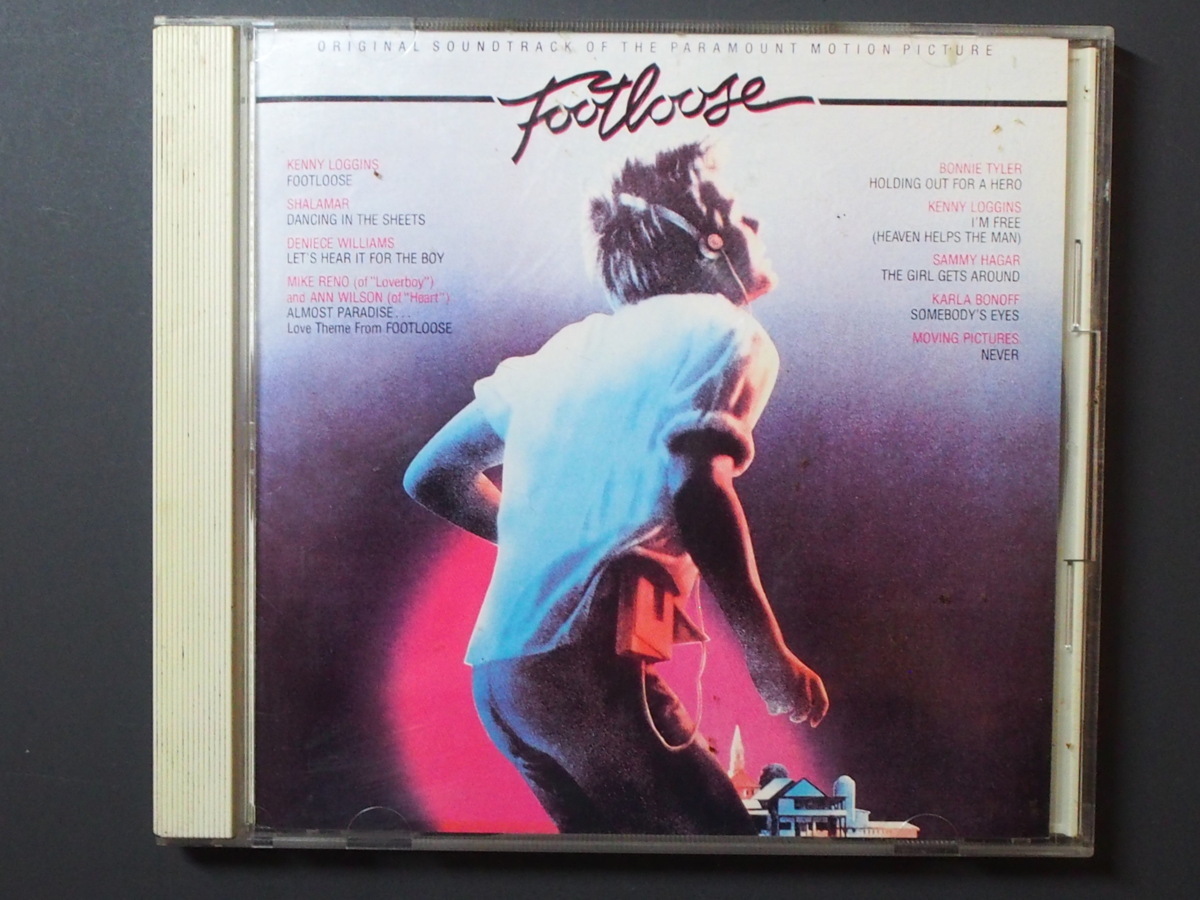 ORIGINAL SOUNDTRACK OF THE PARAMOUNT MOTION PICTURE
Footloose
KENNY LOGGINS
FOOTLOOSE
SHALAMAR
DANCING IN THE SHEETS
DENIECE WILLIAMS
LET'S HEAR IT FOR THE BOY
MIKE RENO (of "Loverboy")
and ANN WILSON (of "Heart")
ALMOST PARADISE...
Love Theme From FOOTLOOSE
BONNIE TYLER
HOLDING OUT FOR A HERO
KENNY LOGGINS
I'M FREE
(HEAVEN HELPS THE MAN)
SAMMY HAGAR
THE GIRL GETS AROUND
KARLA BONOFF
SOMEBODY'S EYES
MOVING PICTURES
NEVER